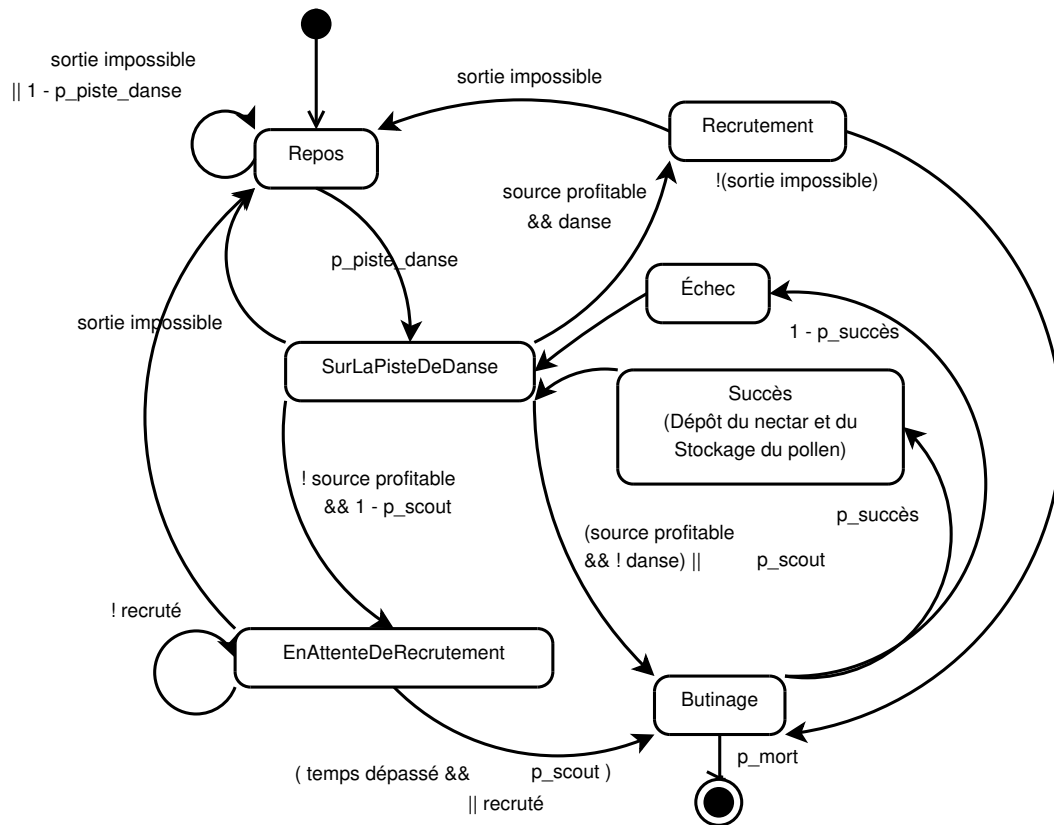 sortie impossible
|| 1 - p_piste_danse
sortie impossible
Recrutement
Repos
!(sortie impossible)
source profitable
&& danse
p_piste_danse
Échec
sortie impossible
1 - p_succès
SurLaPisteDeDanse
Succès
(Dépôt du nectar et du
Stockage du pollen)
! source profitable
&& 1 - p_scout
p_succès
(source profitable
&& ! danse) || p_scout
! recruté
EnAttenteDeRecrutement
Butinage
p_mort
( temps dépassé && p_scout )
|| recruté